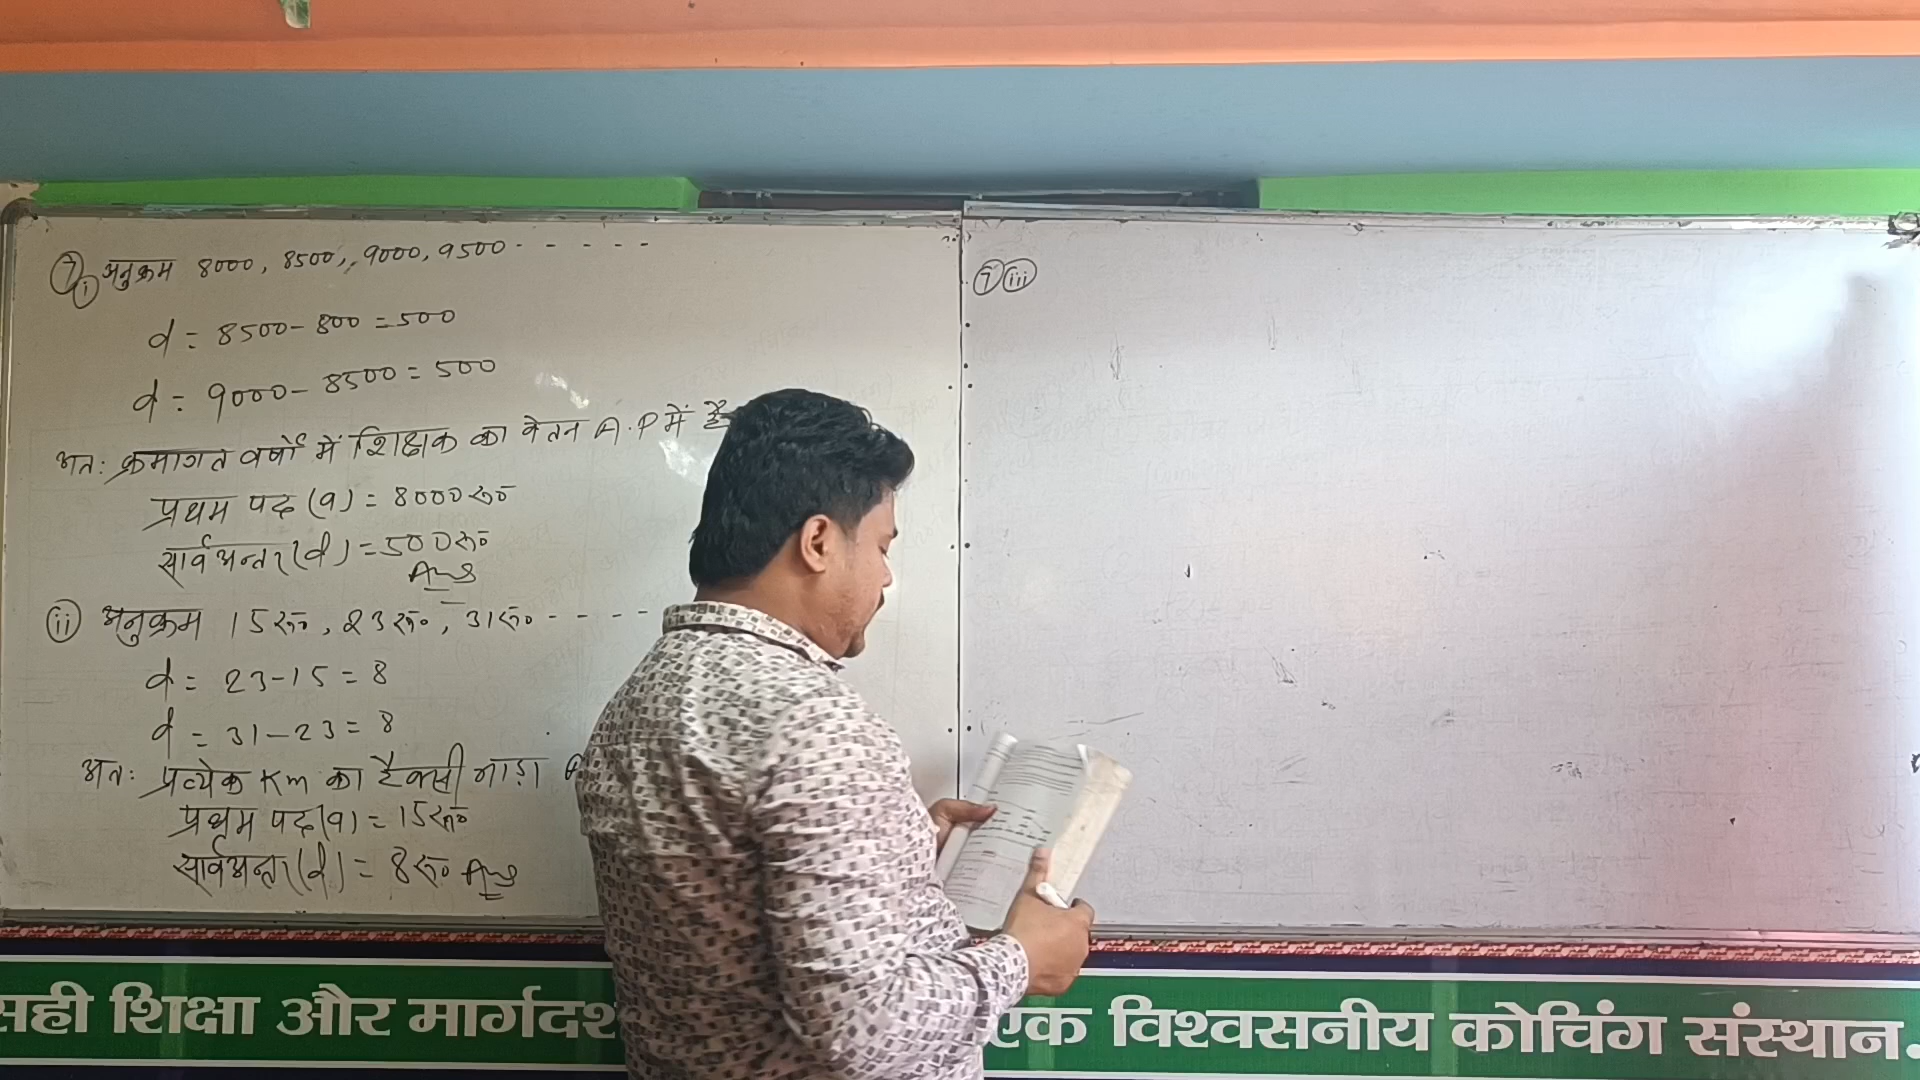 7 i अनुक्रम 8000, 8500, 9000, 9500 - - - - -
d = 8500 - 800 = 500
d = 9000 - 8500 = 500
अतः क्रमागत वर्षों में शिक्षक का वेतन A.P में है
प्रथम पद (a) = 8000 रू०
सार्वअन्तर (d) = 500 रू०
Ans
ii अनुक्रम 15 रू०, 23 रू०, 31 रू० - - - -
d = 23 - 15 = 8
d = 31 - 23 = 8
अतः प्रत्येक Km का टैक्सी भाड़ा
प्रथम पद (a) = 15 रू०
सार्वअन्तर (d) = 8 रू० Ans
7 iii
सही शिक्षा और मार्गदर्श
एक विश्वसनीय कोचिंग संस्थान.